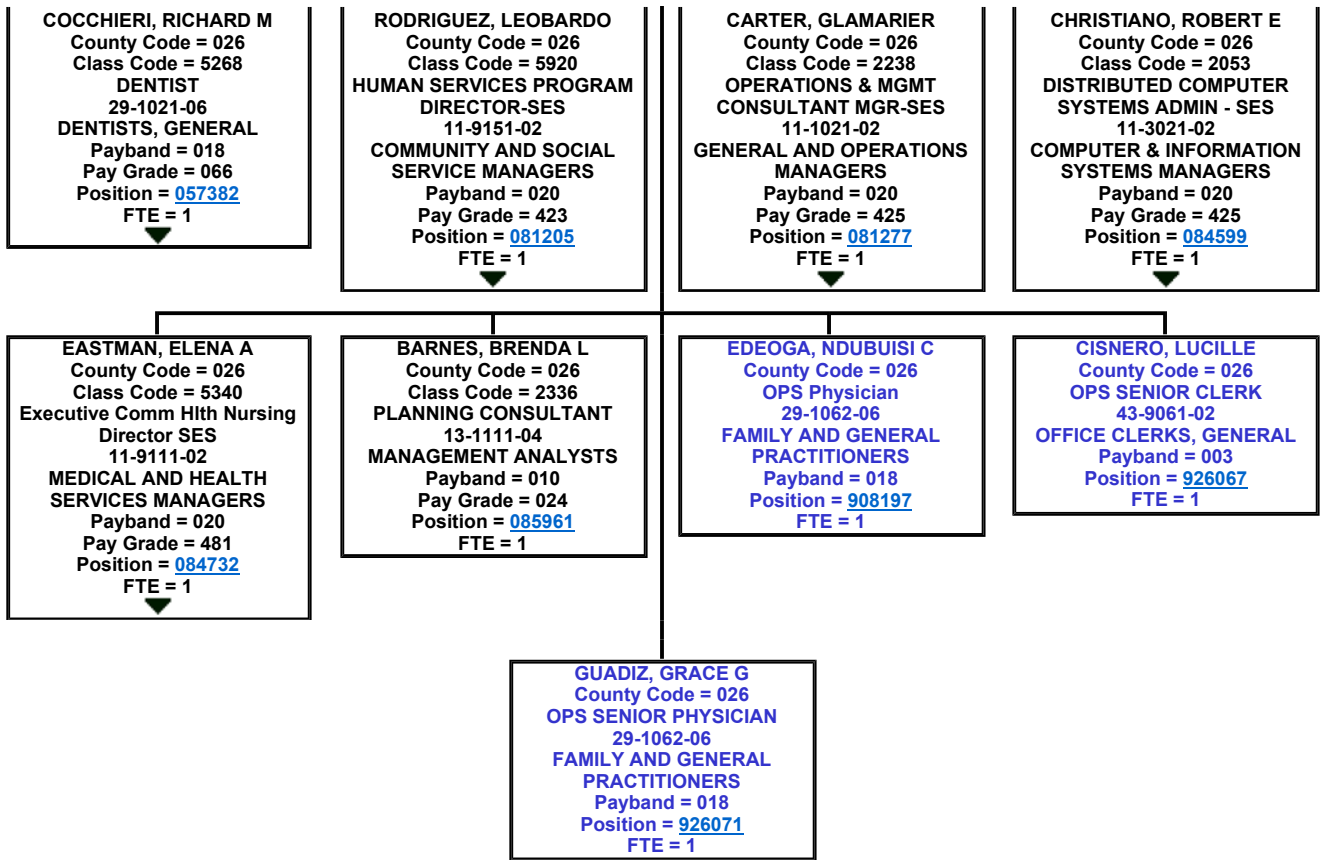 COCCHIERI, RICHARD M
County Code = 026
Class Code = 5268
DENTIST
29-1021-06
DENTISTS, GENERAL
Payband = 018
Pay Grade = 066
Position = 057382
FTE = 1
RODRIGUEZ, LEOBARDO
County Code = 026
Class Code = 5920
HUMAN SERVICES PROGRAM
DIRECTOR-SES
11-9151-02
COMMUNITY AND SOCIAL
SERVICE MANAGERS
Payband = 020
Pay Grade = 423
Position = 081205
FTE = 1
CARTER, GLAMARIER
County Code = 026
Class Code = 2238
OPERATIONS & MGMT
CONSULTANT MGR-SES
11-1021-02
GENERAL AND OPERATIONS
MANAGERS
Payband = 020
Pay Grade = 425
Position = 081277
FTE = 1
CHRISTIANO, ROBERT E
County Code = 026
Class Code = 2053
DISTRIBUTED COMPUTER
SYSTEMS ADMIN - SES
11-3021-02
COMPUTER & INFORMATION
SYSTEMS MANAGERS
Payband = 020
Pay Grade = 425
Position = 084599
FTE = 1
EASTMAN, ELENA A
County Code = 026
Class Code = 5340
Executive Comm Hlth Nursing
Director SES
11-9111-02
MEDICAL AND HEALTH
SERVICES MANAGERS
Payband = 020
Pay Grade = 481
Position = 084732
FTE = 1
BARNES, BRENDA L
County Code = 026
Class Code = 2336
PLANNING CONSULTANT
13-1111-04
MANAGEMENT ANALYSTS
Payband = 010
Pay Grade = 024
Position = 085961
FTE = 1
EDEOGA, NDUBUISI C
County Code = 026
OPS Physician
29-1062-06
FAMILY AND GENERAL
PRACTITIONERS
Payband = 018
Position = 908197
FTE = 1
CISNERO, LUCILLE
County Code = 026
OPS SENIOR CLERK
43-9061-02
OFFICE CLERKS, GENERAL
Payband = 003
Position = 926067
FTE = 1
GUADIZ, GRACE G
County Code = 026
OPS SENIOR PHYSICIAN
29-1062-06
FAMILY AND GENERAL
PRACTITIONERS
Payband = 018
Position = 926071
FTE = 1